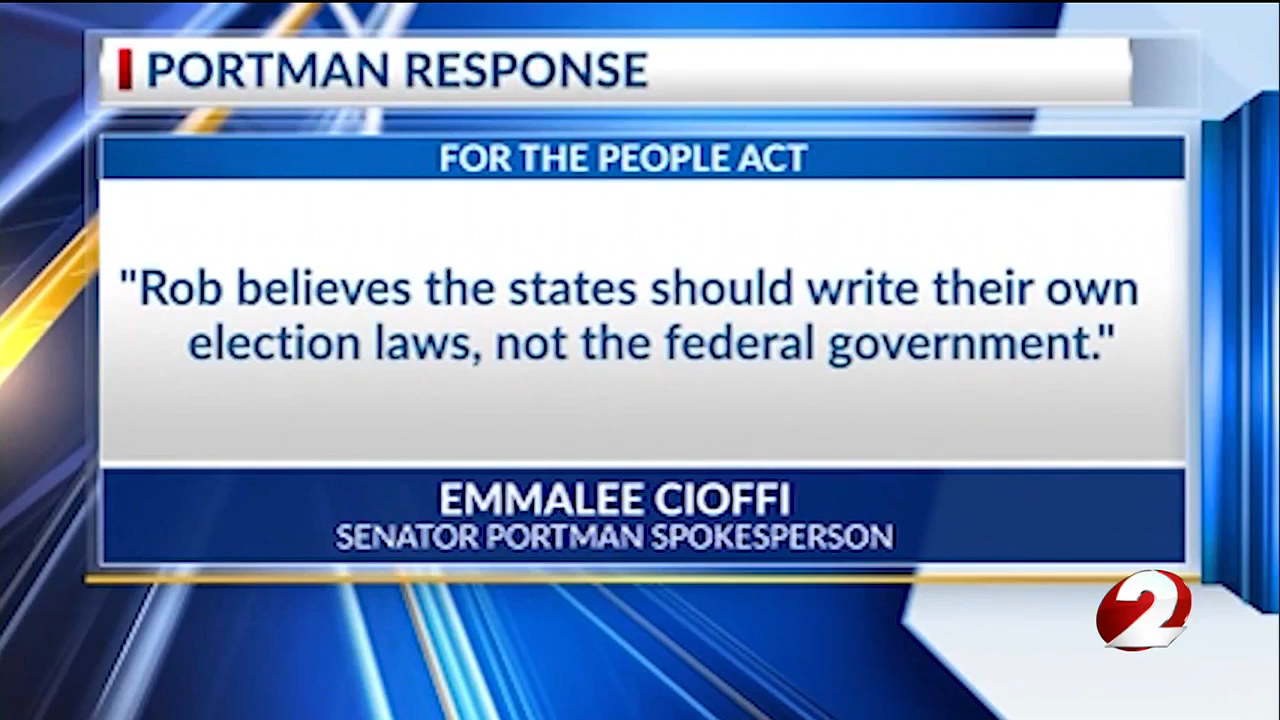 PORTMAN RESPONSE
FOR THE PEOPLE ACT
"Rob believes the states should write their own
election laws, not the federal government."
EMMALEE CIOFFI
SENATOR PORTMAN SPOKESPERSON
2